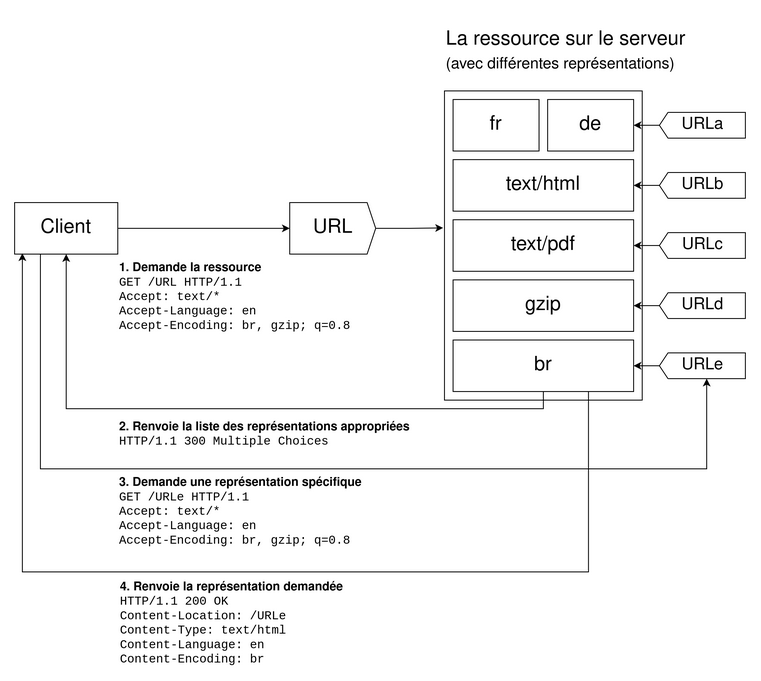 La ressource sur le serveur
(avec différentes représentations)
fr
de
URLa
text/html
URLb
Client
URL
text/pdf
URLc
1. Demande la ressource
GET /URL HTTP/1.1
Accept: text/*
Accept-Language: en
Accept-Encoding: br, gzip; q=0.8
gzip
URLd
br
URLe
2. Renvoie la liste des représentations appropriées
HTTP/1.1 300 Multiple Choices
3. Demande une représentation spécifique
GET /URLe HTTP/1.1
Accept: text/*
Accept-Language: en
Accept-Encoding: br, gzip; q=0.8
4. Renvoie la représentation demandée
HTTP/1.1 200 OK
Content-Location: /URLe
Content-Type: text/html
Content-Language: en
Content-Encoding: br